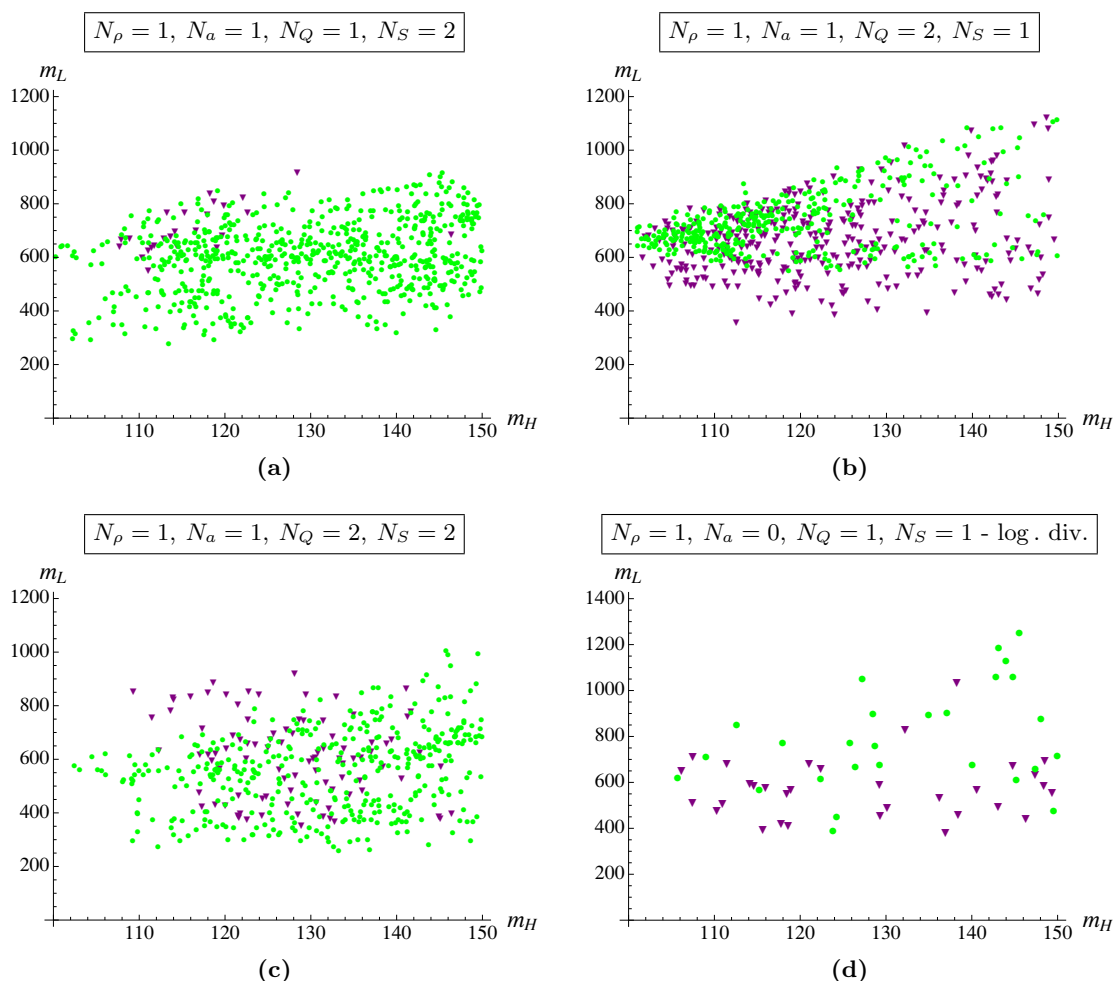 N_ρ = 1, N_a = 1, N_Q = 1, N_S = 2
m_L
1200
1000
800
600
400
200
110 120 130 140 150 m_H
(a)
N_ρ = 1, N_a = 1, N_Q = 2, N_S = 1
m_L
1200
1000
800
600
400
200
110 120 130 140 150 m_H
(b)
N_ρ = 1, N_a = 1, N_Q = 2, N_S = 2
m_L
1200
1000
800
600
400
200
110 120 130 140 150 m_H
(c)
N_ρ = 1, N_a = 0, N_Q = 1, N_S = 1 - log. div.
m_L
1400
1200
1000
800
600
400
200
110 120 130 140 150 m_H
(d)